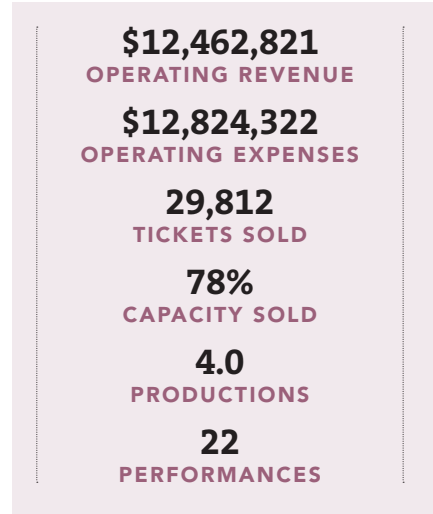 $12,462,821
OPERATING REVENUE
$12,824,322
OPERATING EXPENSES
29,812
TICKETS SOLD
78%
CAPACITY SOLD
4.0
PRODUCTIONS
22
PERFORMANCES